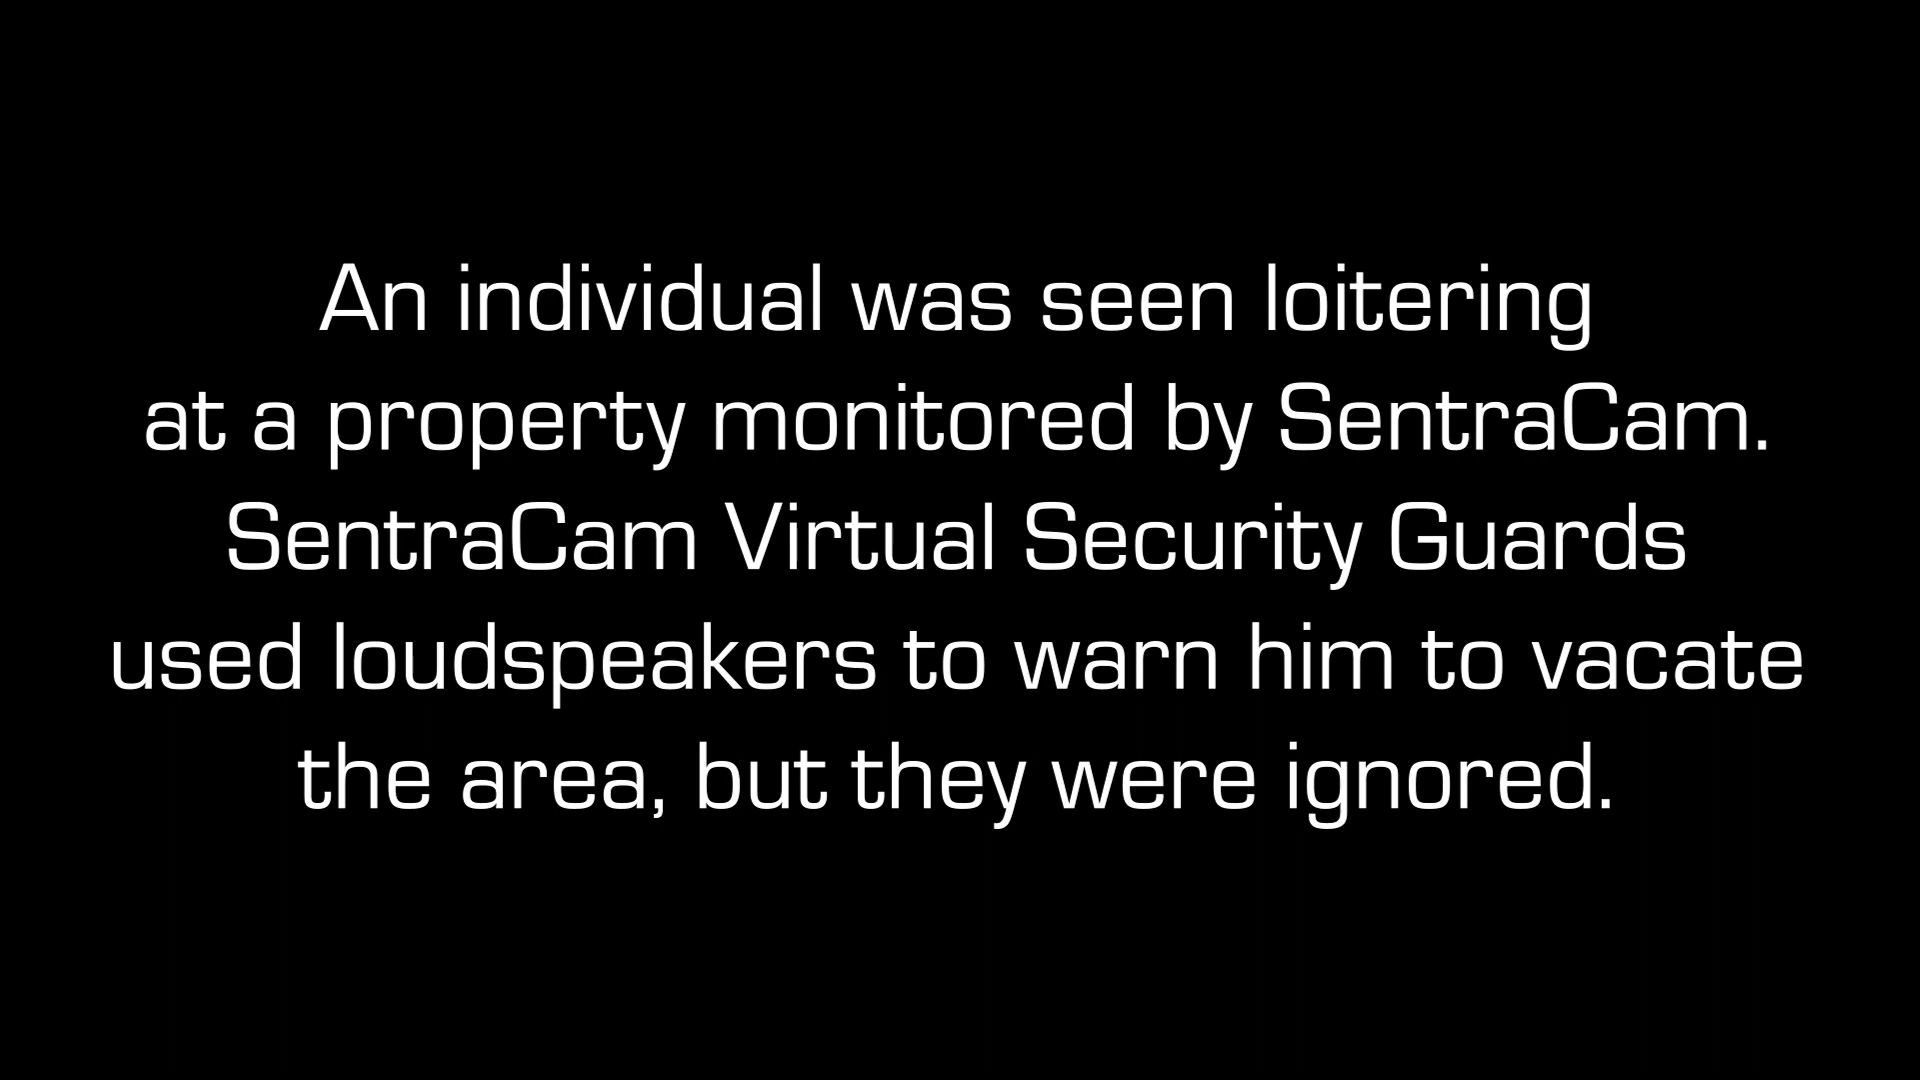 An individual was seen loitering
at a property monitored by SentraCam.
SentraCam Virtual Security Guards
used loudspeakers to warn him to vacate
the area, but they were ignored.